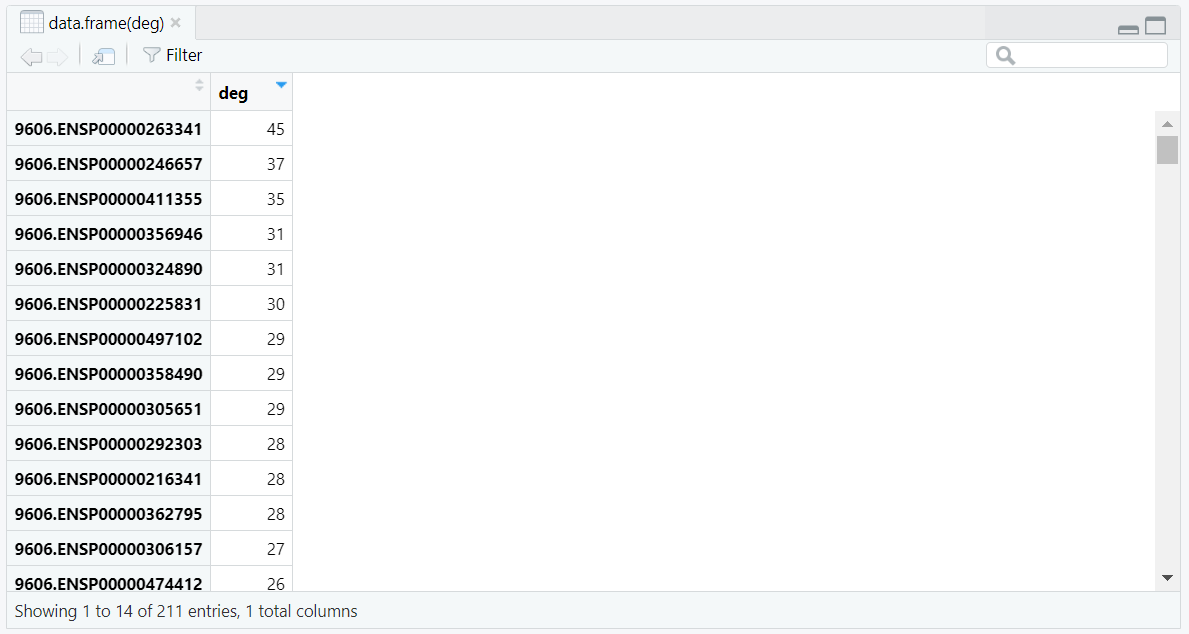 data.frame(deg)
Filter
deg
9606.ENSP00000263341 45
9606.ENSP00000246657 37
9606.ENSP00000411355 35
9606.ENSP00000356946 31
9606.ENSP00000324890 31
9606.ENSP00000225831 30
9606.ENSP00000497102 29
9606.ENSP00000358490 29
9606.ENSP00000305651 29
9606.ENSP00000292303 28
9606.ENSP00000216341 28
9606.ENSP00000362795 28
9606.ENSP00000306157 27
9606.ENSP00000474412 26
Showing 1 to 14 of 211 entries, 1 total columns